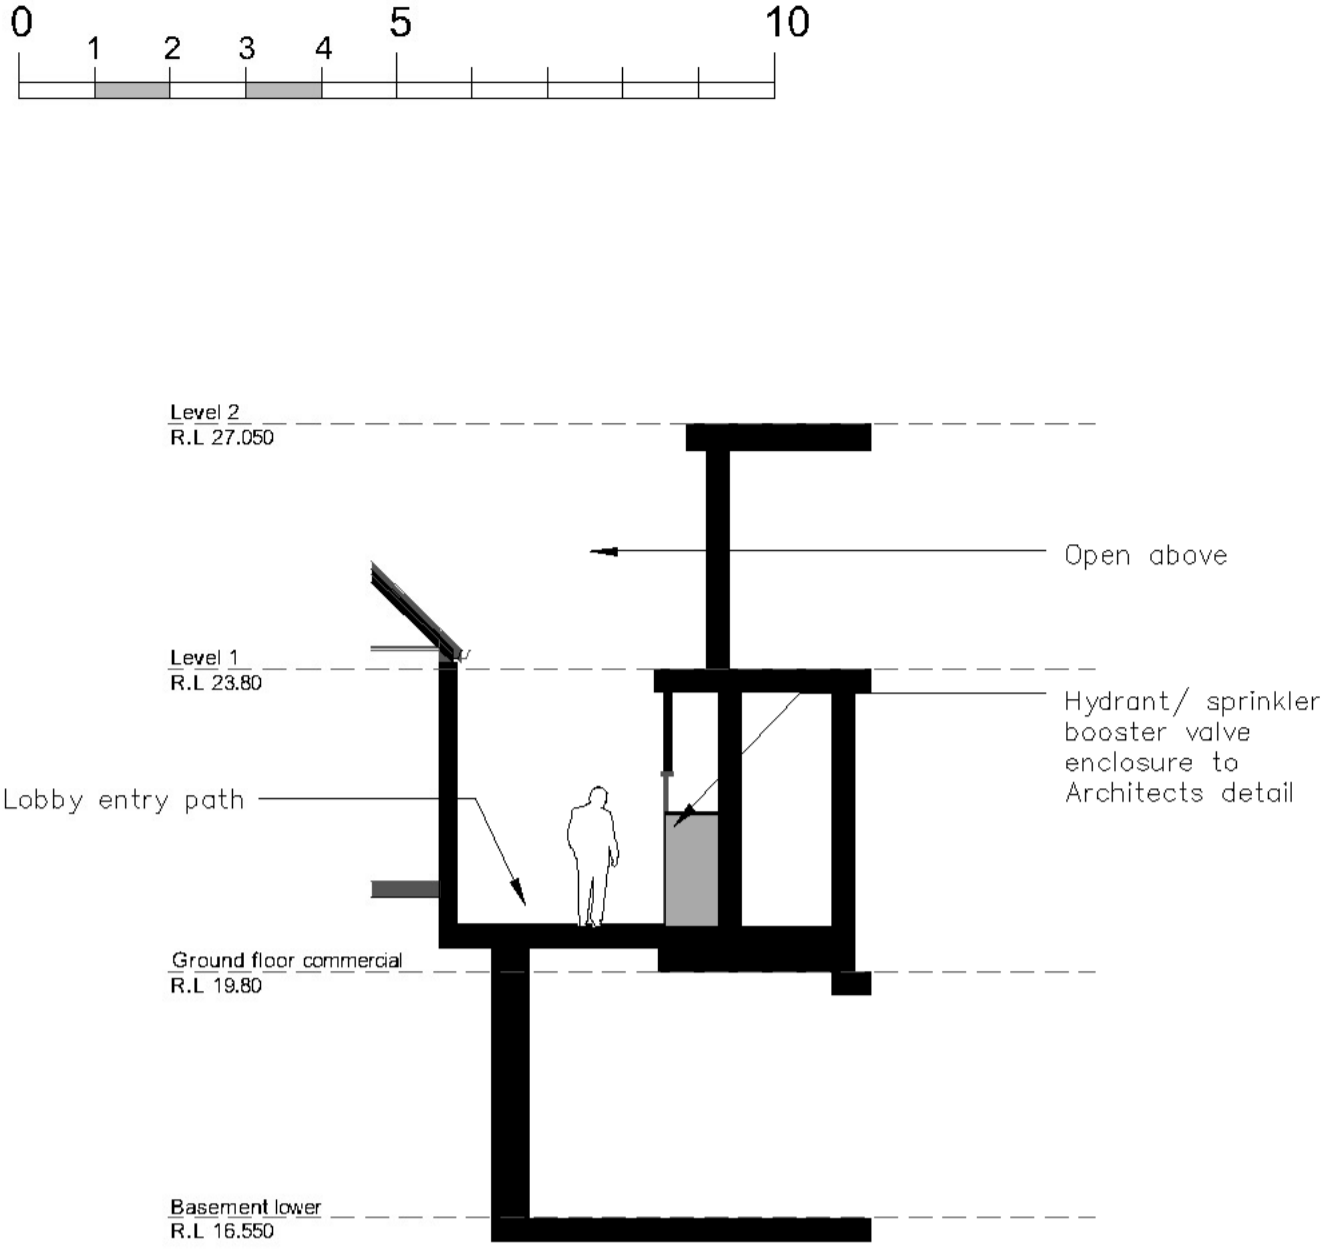 0 5 10
1 2 3 4
Level 2
R.L 27.050
Open above
Level 1
R.L 23.80
Hydrant/ sprinkler
booster valve
enclosure to
Architects detail
Lobby entry path
Ground floor commercial
R.L 19.80
Basement lower
R.L 16.550